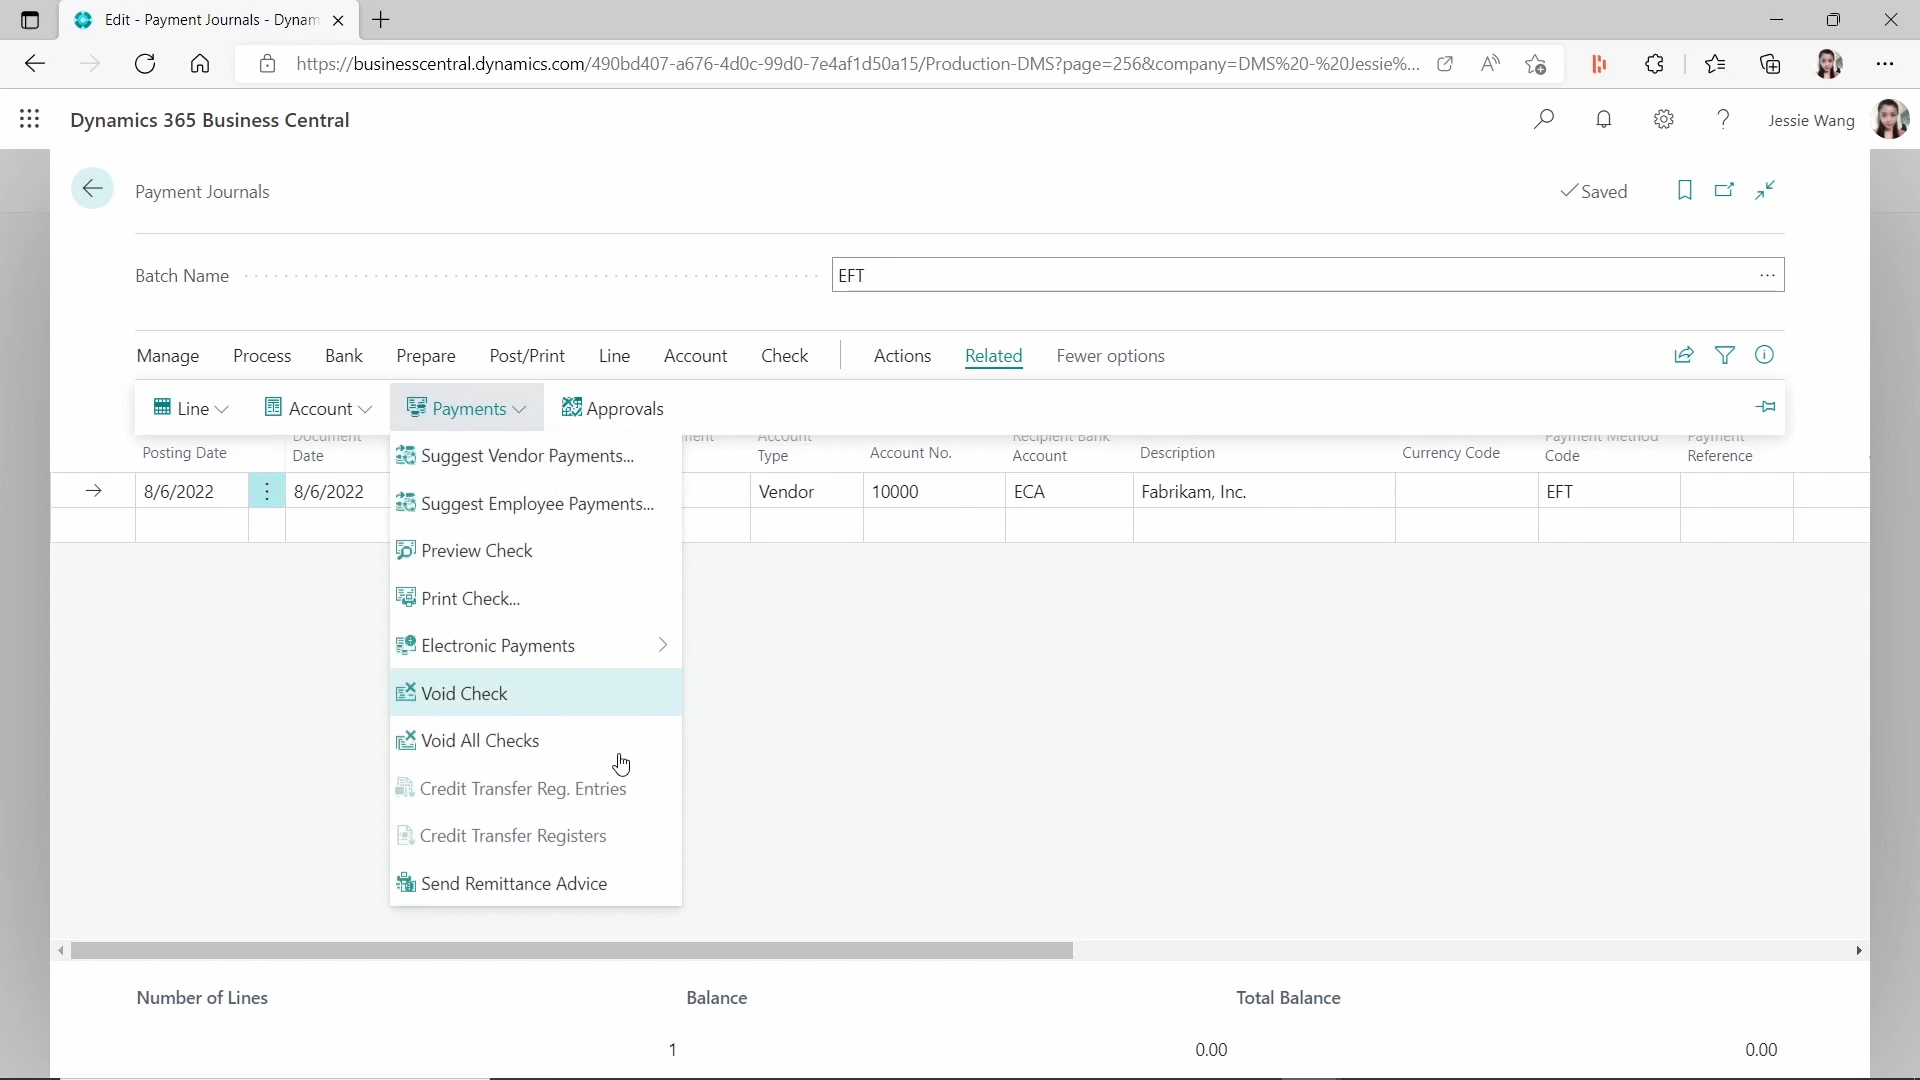 Edit - Payment Journals - Dynam
https://businesscentral.dynamics.com/490bd407-a676-4d0c-99d0-7e4af1d50a15/Production-DMS?page=256&company=DMS%20-%20Jessie%...
Dynamics 365 Business Central
Jessie Wang
Payment Journals
Saved
Batch Name
EFT
Manage Process Bank Prepare Post/Print Line Account Check Actions Related Fewer options
Line Account Payments Approvals
Posting Date
Document Date
Account Type
Account No.
Recipient Bank Account
Description
Currency Code
Payment Method Code
Payment Reference
8/6/2022 8/6/2022 Vendor 10000 ECA Fabrikam, Inc. EFT
Suggest Vendor Payments...
Suggest Employee Payments...
Preview Check
Print Check...
Electronic Payments
Void Check
Void All Checks
Credit Transfer Reg. Entries
Credit Transfer Registers
Send Remittance Advice
Number of Lines Balance Total Balance
1 0.00 0.00